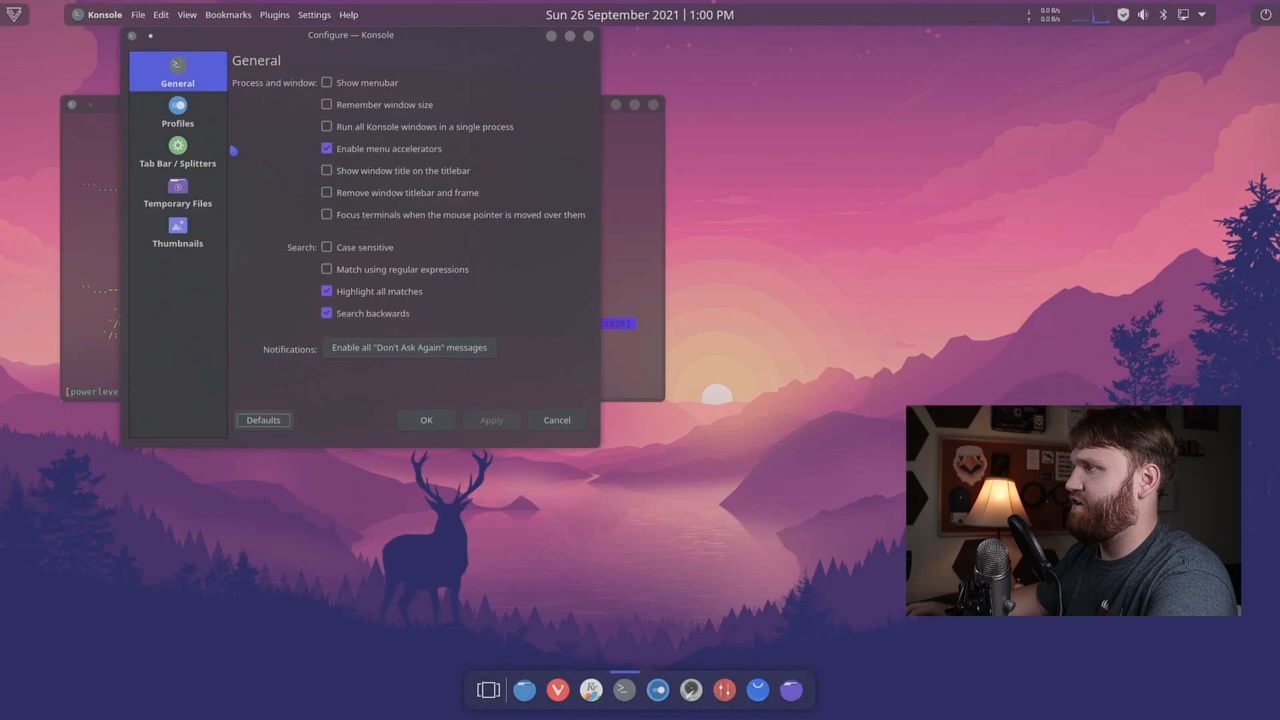 Konsole File Edit View Bookmarks Plugins Settings Help
Sun 26 September 2021 | 1:00 PM
0.0 B/s
0.0 B/s
Configure — Konsole
General
Profiles
Tab Bar / Splitters
Temporary Files
Thumbnails
General
Process and window: Show menubar
Remember window size
Run all Konsole windows in a single process
Enable menu accelerators
Show window title on the titlebar
Remove window titlebar and frame
Focus terminals when the mouse pointer is moved over them
Search: Case sensitive
Match using regular expressions
Highlight all matches
Search backwards
Notifications: Enable all "Don't Ask Again" messages
Defaults OK Apply Cancel
[powerleve